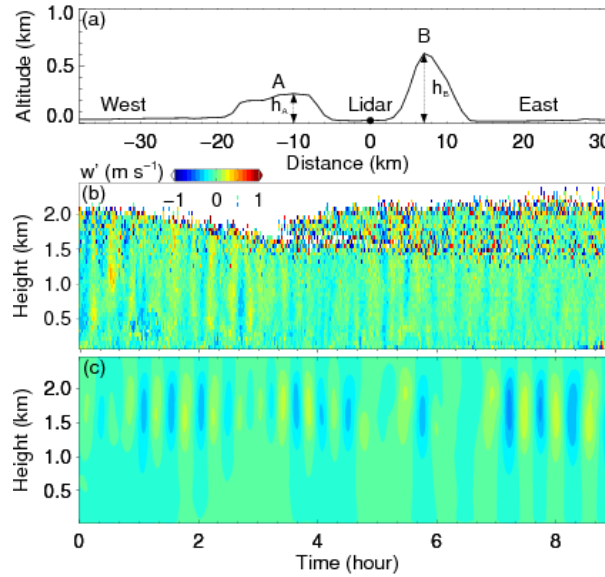 (a)
B
A
h_A
h_B
West
Lidar
East
Altitude (km)
1.0
0.5
0.0
−30
−20
−10
0
10
20
30
Distance (km)
w' (m s⁻¹)
−1
0
1
(b)
Height (km)
2.0
1.5
1.0
0.5
(c)
Height (km)
2.0
1.5
1.0
0.5
0
2
4
6
8
Time (hour)